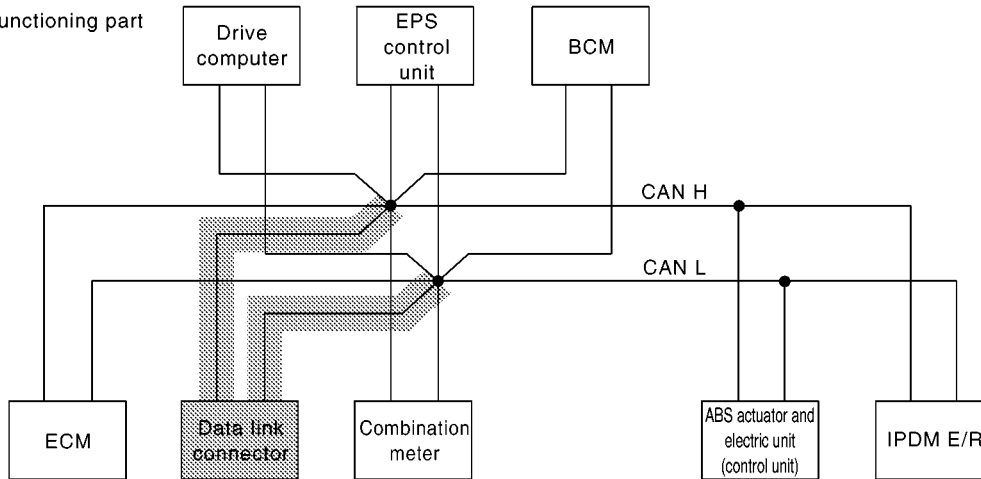 unctioning part
Drive
computer
EPS
control
unit
BCM
CAN H
CAN L
ECM
Data link
connector
Combination
meter
ABS actuator and
electric unit
(control unit)
IPDM E/R